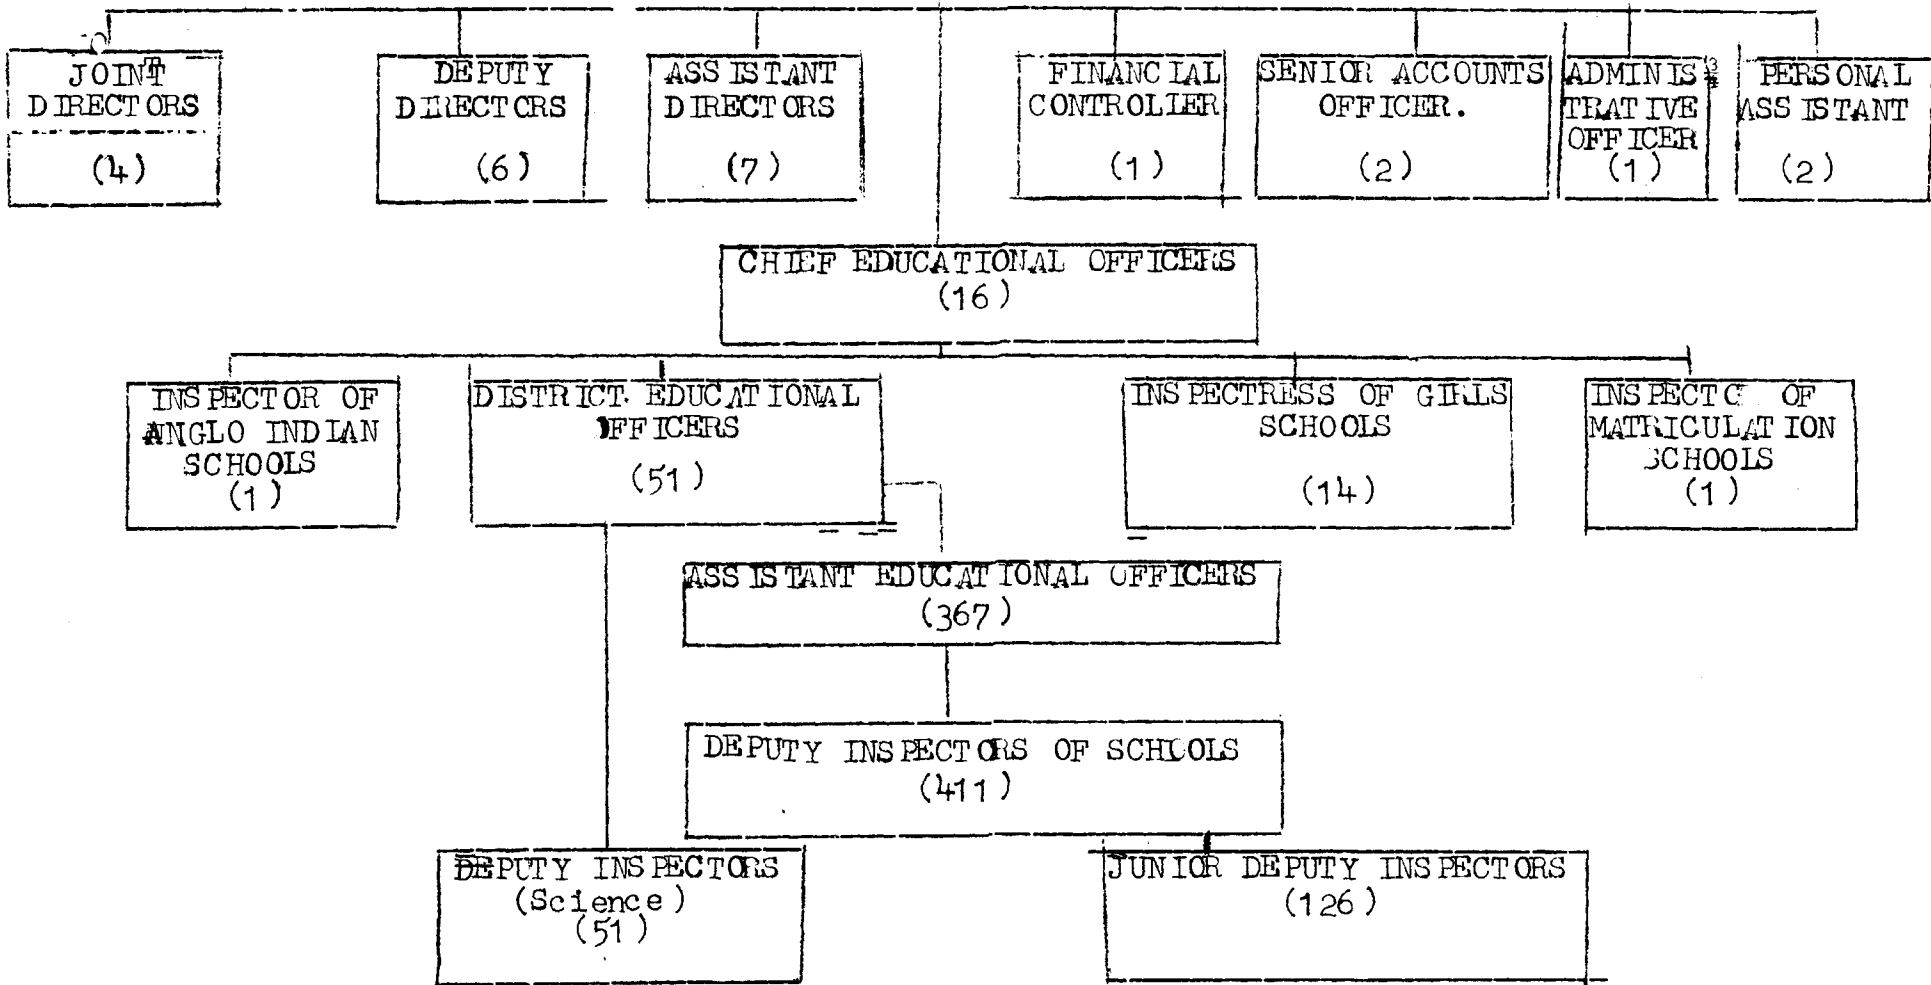 JOINT
DIRECTORS
(4)
DEPUTY
DIRECTORS
(6)
ASSISTANT
DIRECTORS
(7)
FINANCIAL
CONTROLLER
(1)
SENIOR ACCOUNTS
OFFICER.
(2)
ADMINIS
TRATIVE
OFFICER
(1)
PERSONAL
ASSISTANT
(2)
CHIEF EDUCATIONAL OFFICERS
(16)
INSPECTOR OF
ANGLO INDIAN
SCHOOLS
(1)
DISTRICT EDUCATIONAL
OFFICERS
(51)
INSPECTRESS OF GIRLS
SCHOOLS
(14)
INSPECTOR OF
MATRICULATION
SCHOOLS
(1)
ASSISTANT EDUCATIONAL OFFICERS
(367)
DEPUTY INSPECTORS OF SCHOOLS
(411)
DEPUTY INSPECTORS
(Science)
(51)
JUNIOR DEPUTY INSPECTORS
(126)